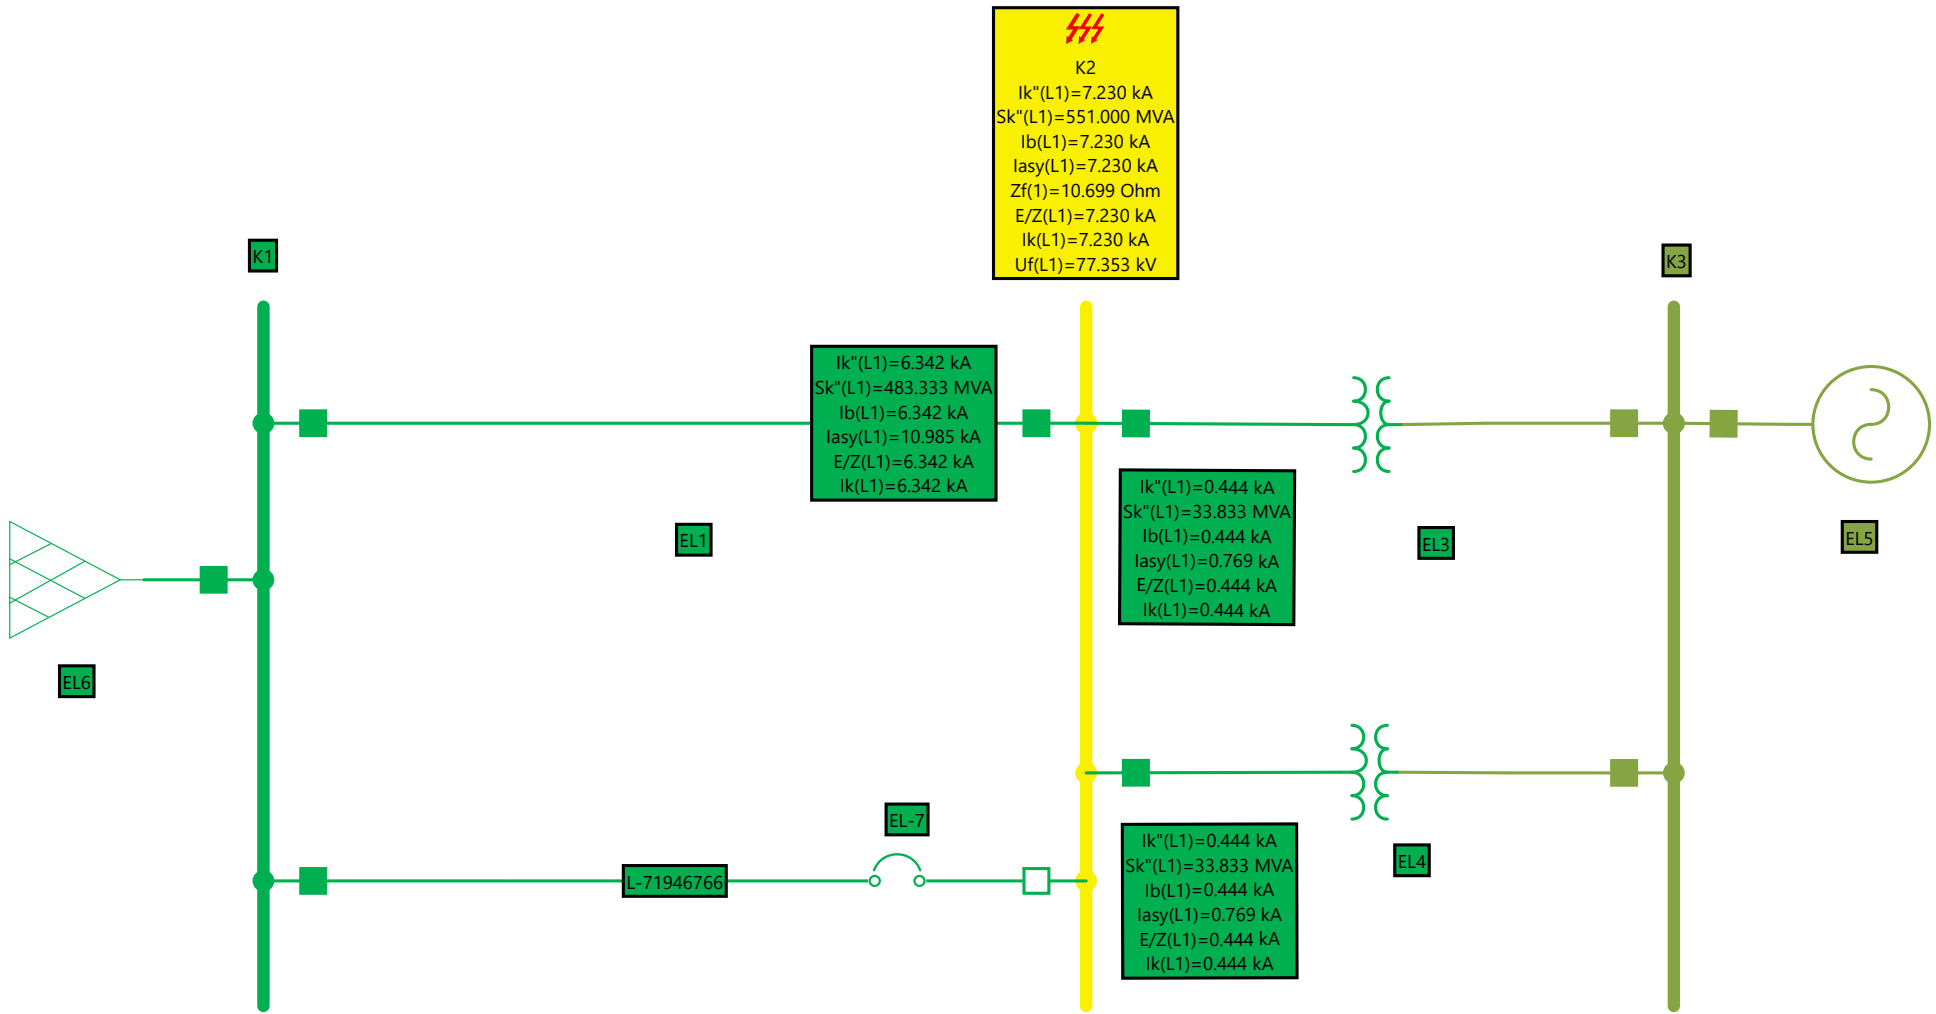 K2
Ik"(L1)=7.230 kA
Sk"(L1)=551.000 MVA
Ib(L1)=7.230 kA
Iasy(L1)=7.230 kA
Zf(1)=10.699 Ohm
E/Z(L1)=7.230 kA
Ik(L1)=7.230 kA
Uf(L1)=77.353 kV
K1
K3
Ik"(L1)=6.342 kA
Sk"(L1)=483.333 MVA
Ib(L1)=6.342 kA
Iasy(L1)=10.985 kA
E/Z(L1)=6.342 kA
Ik(L1)=6.342 kA
Ik"(L1)=0.444 kA
Sk"(L1)=33.833 MVA
Ib(L1)=0.444 kA
Iasy(L1)=0.769 kA
E/Z(L1)=0.444 kA
Ik(L1)=0.444 kA
EL1
EL3
EL5
EL6
EL-7
L-71946766
EL4
Ik"(L1)=0.444 kA
Sk"(L1)=33.833 MVA
Ib(L1)=0.444 kA
Iasy(L1)=0.769 kA
E/Z(L1)=0.444 kA
Ik(L1)=0.444 kA